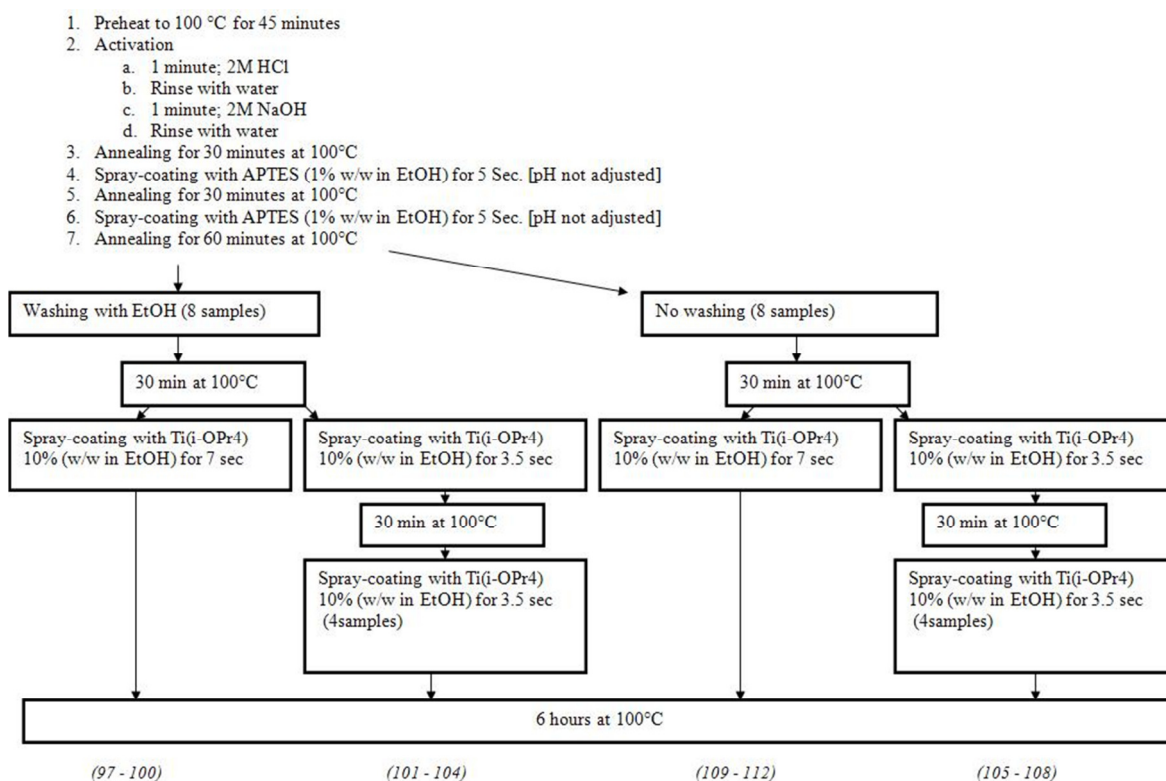 1. Preheat to 100 °C for 45 minutes
2. Activation
a. 1 minute; 2M HCl
b. Rinse with water
c. 1 minute; 2M NaOH
d. Rinse with water
3. Annealing for 30 minutes at 100°C
4. Spray-coating with APTES (1% w/w in EtOH) for 5 Sec. [pH not adjusted]
5. Annealing for 30 minutes at 100°C
6. Spray-coating with APTES (1% w/w in EtOH) for 5 Sec. [pH not adjusted]
7. Annealing for 60 minutes at 100°C
Washing with EtOH (8 samples)
No washing (8 samples)
30 min at 100°C
30 min at 100°C
Spray-coating with Ti(i-OPr4)
10% (w/w in EtOH) for 7 sec
Spray-coating with Ti(i-OPr4)
10% (w/w in EtOH) for 3.5 sec
Spray-coating with Ti(i-OPr4)
10% (w/w in EtOH) for 7 sec
Spray-coating with Ti(i-OPr4)
10% (w/w in EtOH) for 3.5 sec
30 min at 100°C
30 min at 100°C
Spray-coating with Ti(i-OPr4)
10% (w/w in EtOH) for 3.5 sec
(4samples)
Spray-coating with Ti(i-OPr4)
10% (w/w in EtOH) for 3.5 sec
(4samples)
6 hours at 100°C
(97 - 100)
(101 - 104)
(109 - 112)
(105 - 108)